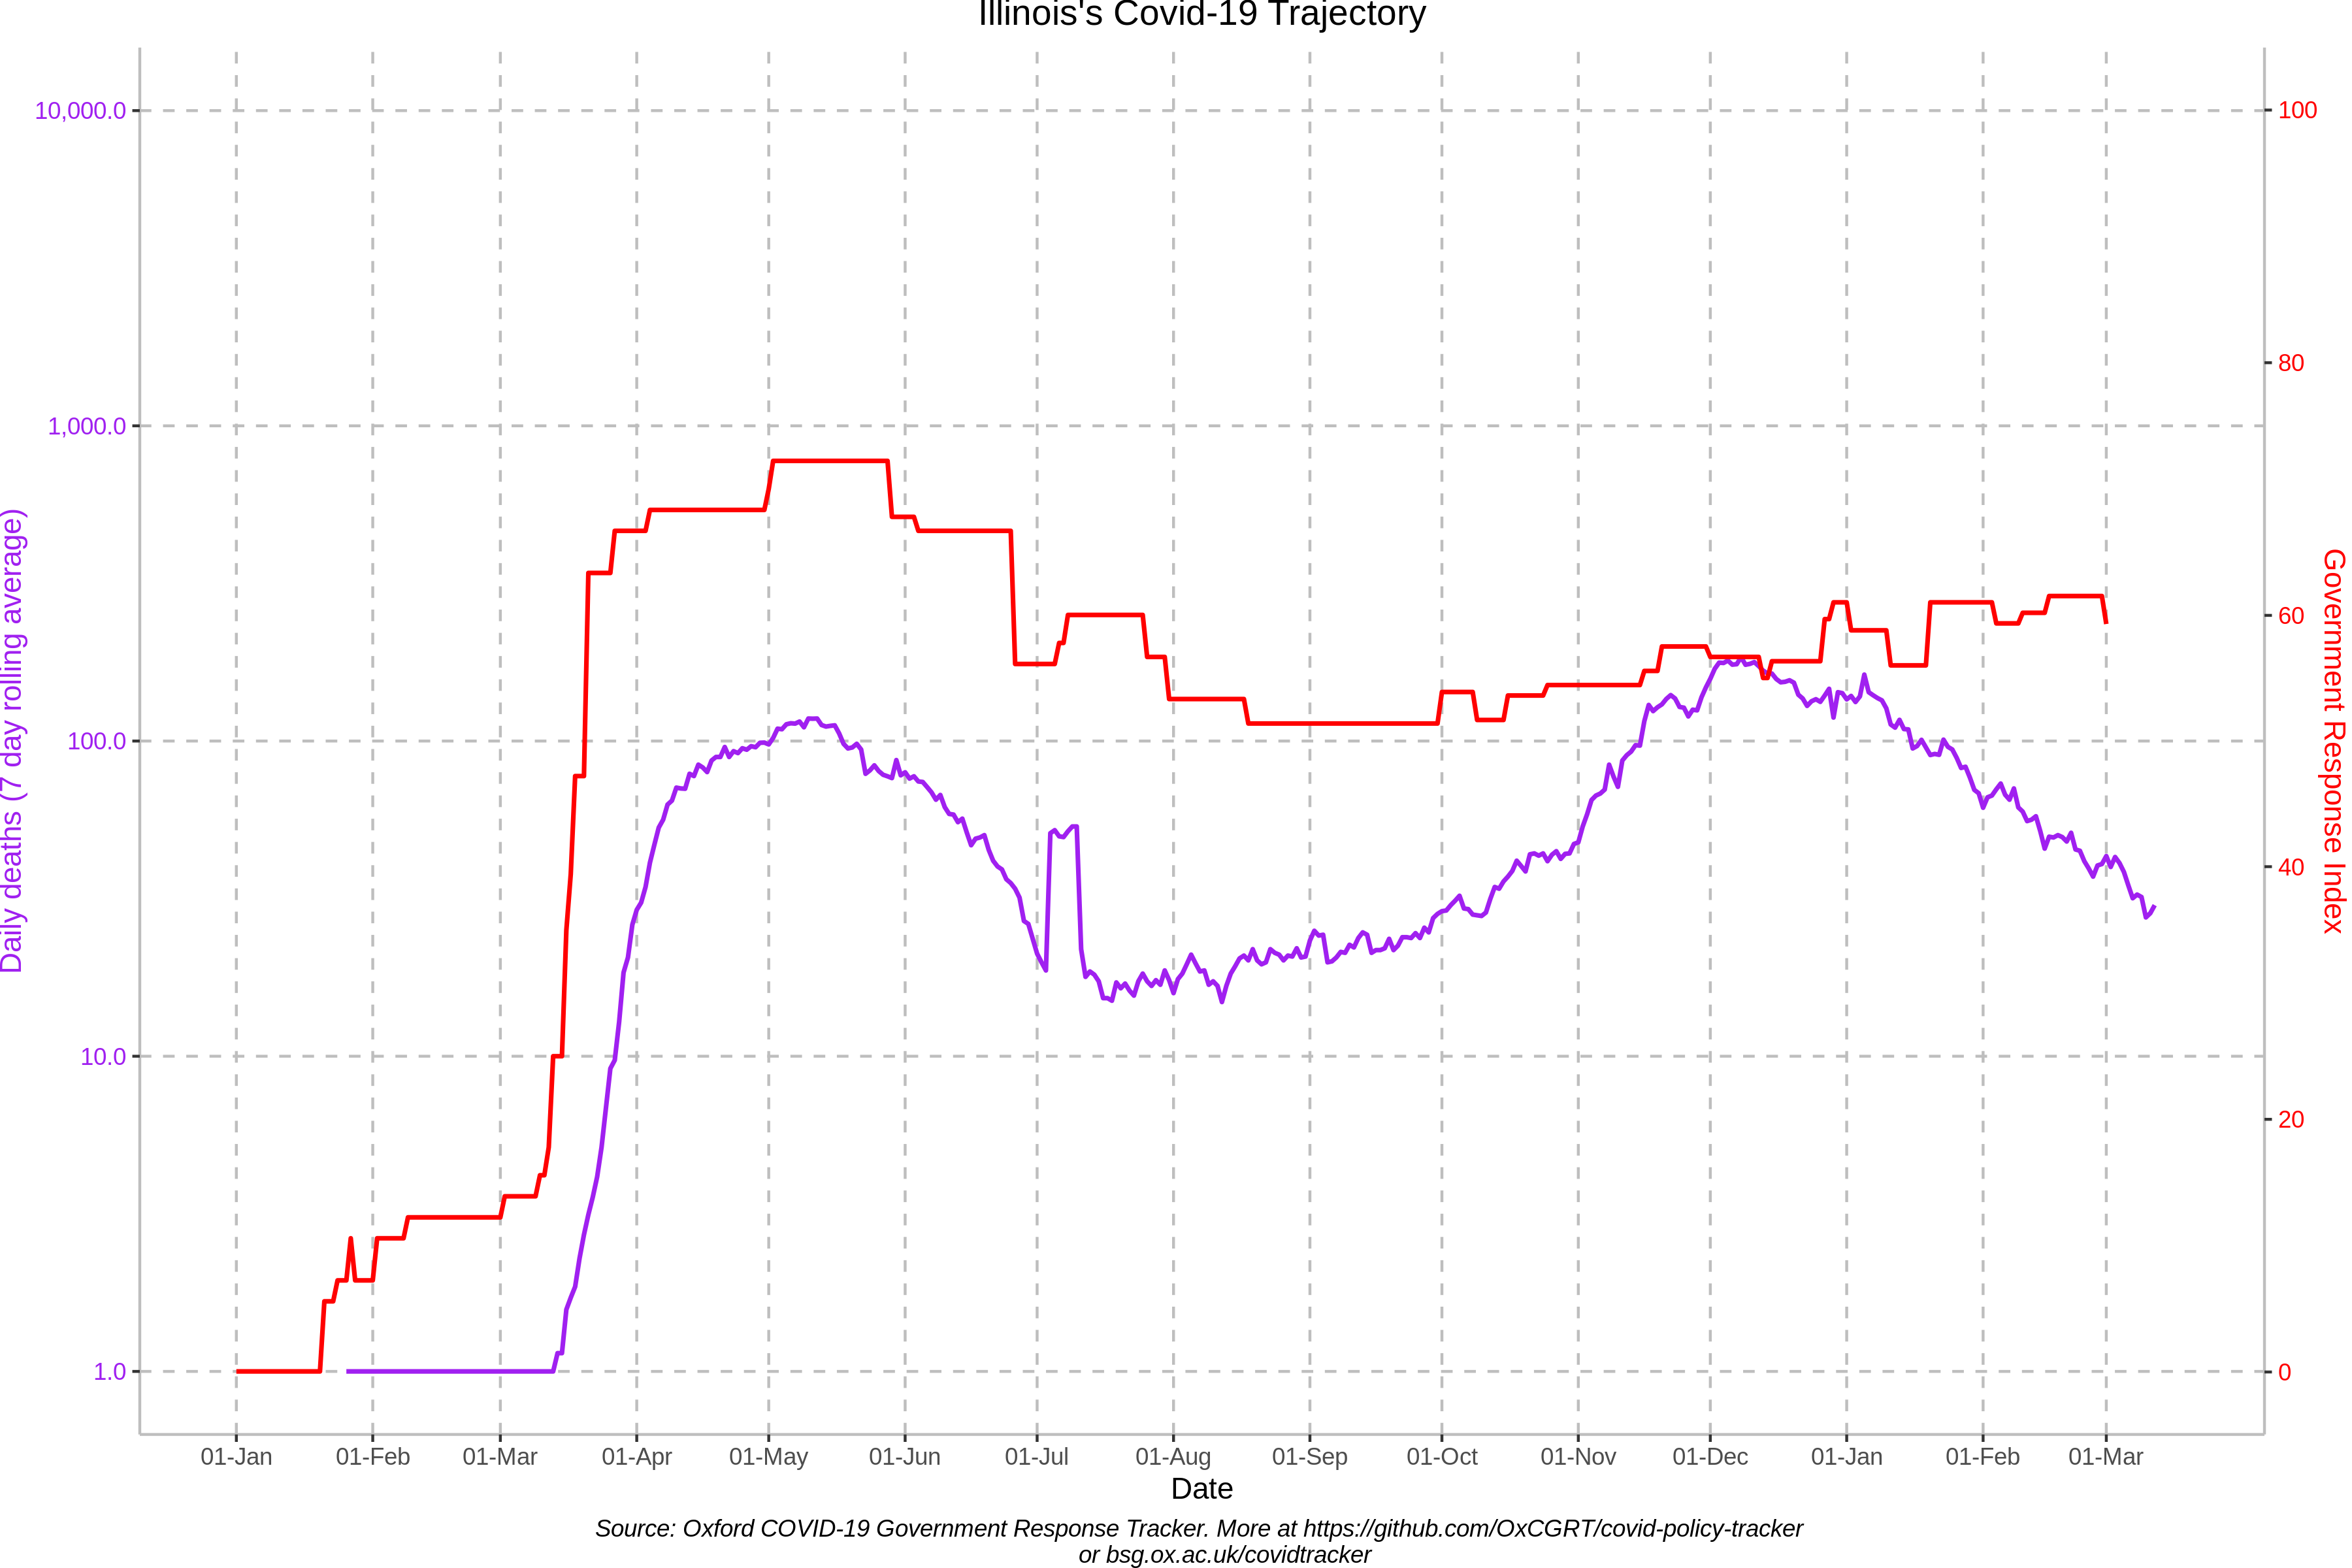 Illinois's Covid-19 Trajectory
10,000.0
1,000.0
100.0
10.0
1.0
Daily deaths (7 day rolling average)
100
80
60
40
20
0
Government Response Index
01-Jan 01-Feb 01-Mar 01-Apr 01-May 01-Jun 01-Jul 01-Aug 01-Sep 01-Oct 01-Nov 01-Dec 01-Jan 01-Feb 01-Mar
Date
Source: Oxford COVID-19 Government Response Tracker. More at https://github.com/OxCGRT/covid-policy-tracker
or bsg.ox.ac.uk/covidtracker